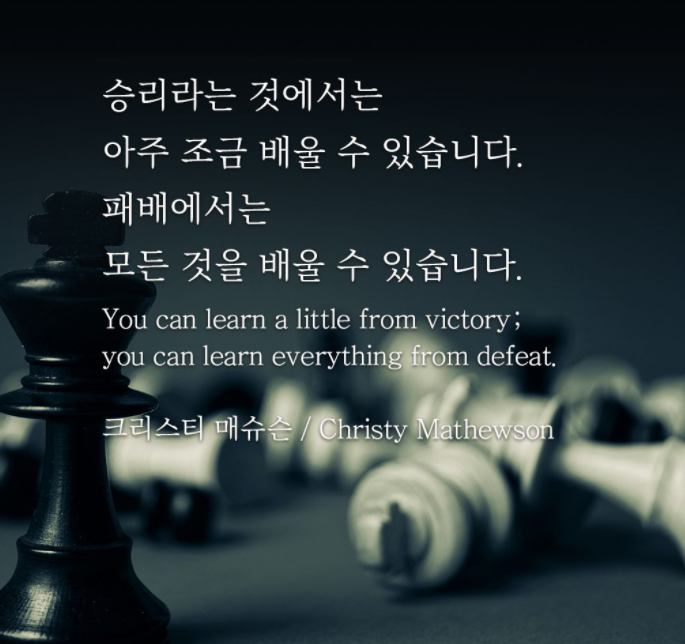 승리라는 것에서는
아주 조금 배울 수 있습니다.
패배에서는
모든 것을 배울 수 있습니다.
You can learn a little from victory;
you can learn everything from defeat.
크리스티 매슈슨 / Christy Mathewson